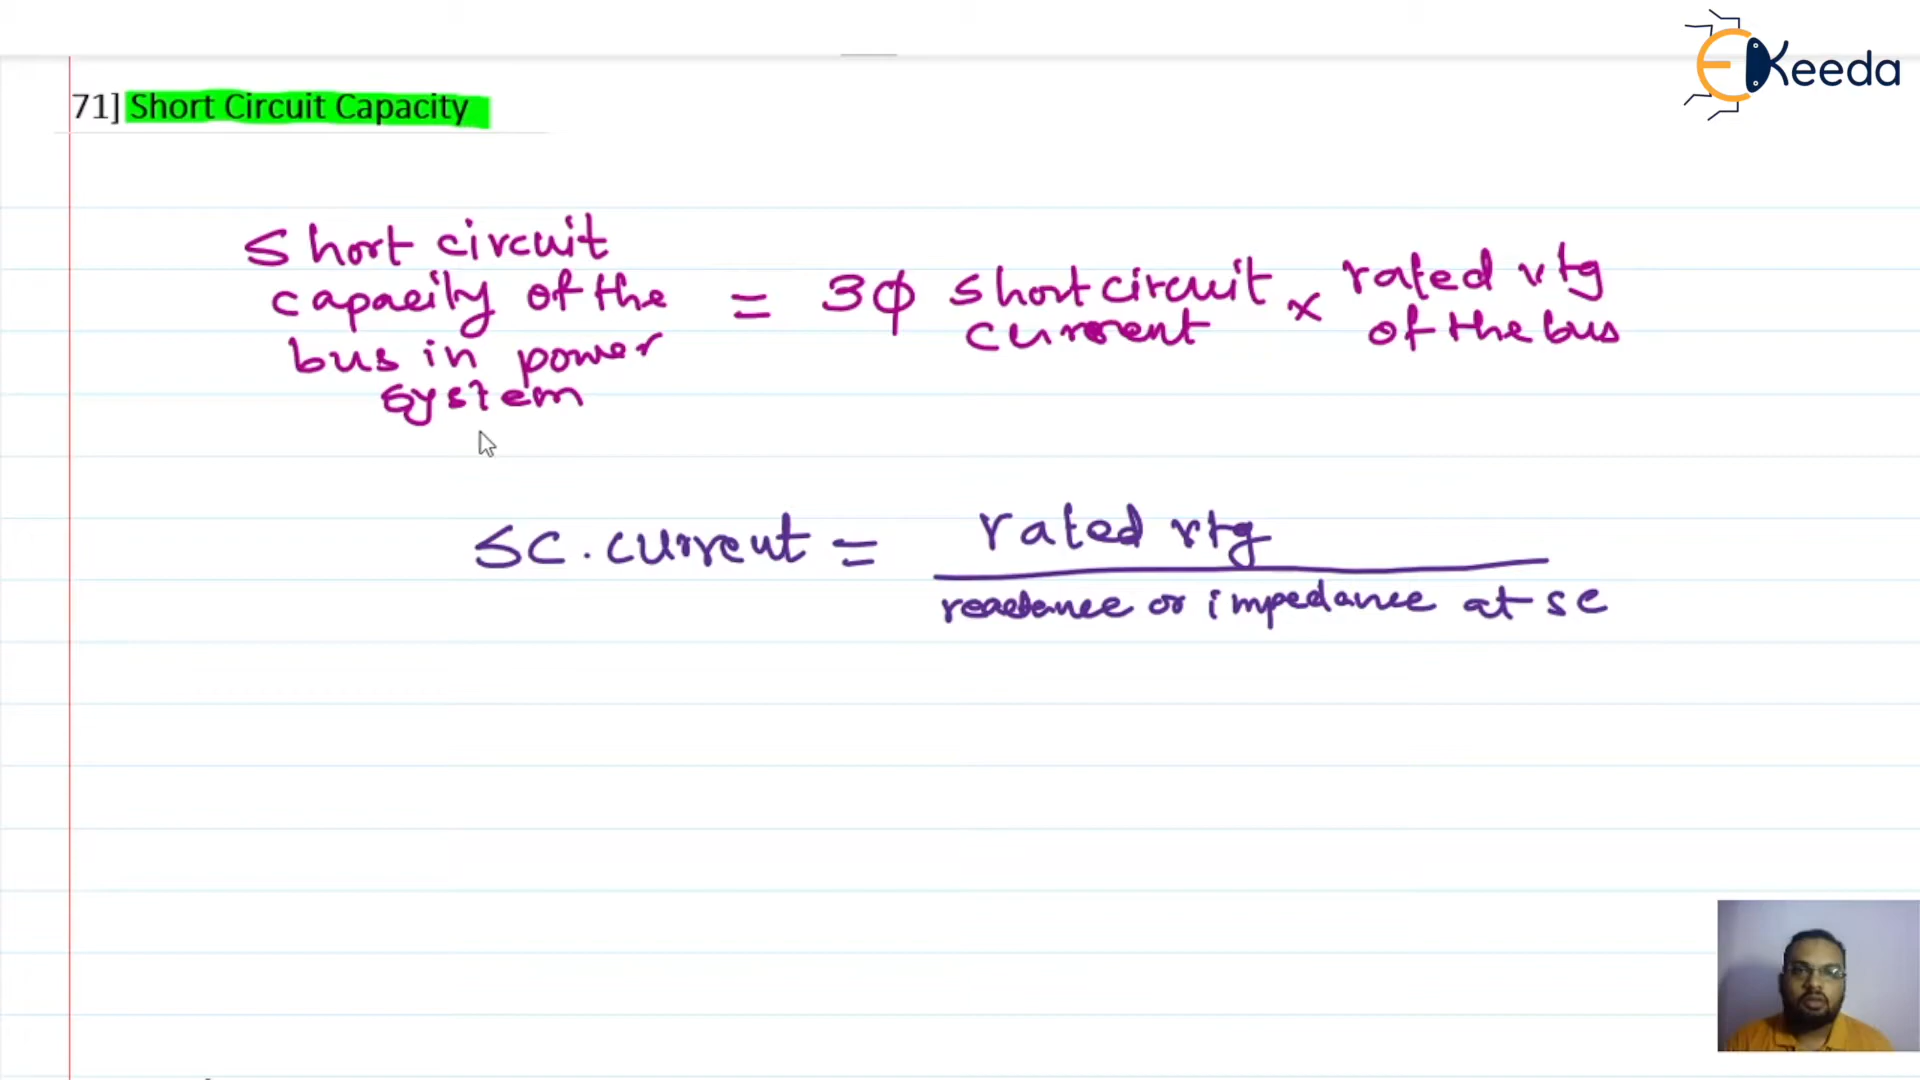 EKeeda
71] Short Circuit Capacity
Short circuit
capacity of the
bus in power
system
= 3ϕ short circuit
current
× rated vtg
of the bus
SC. current = rated vtg
reactance or impedance at SC